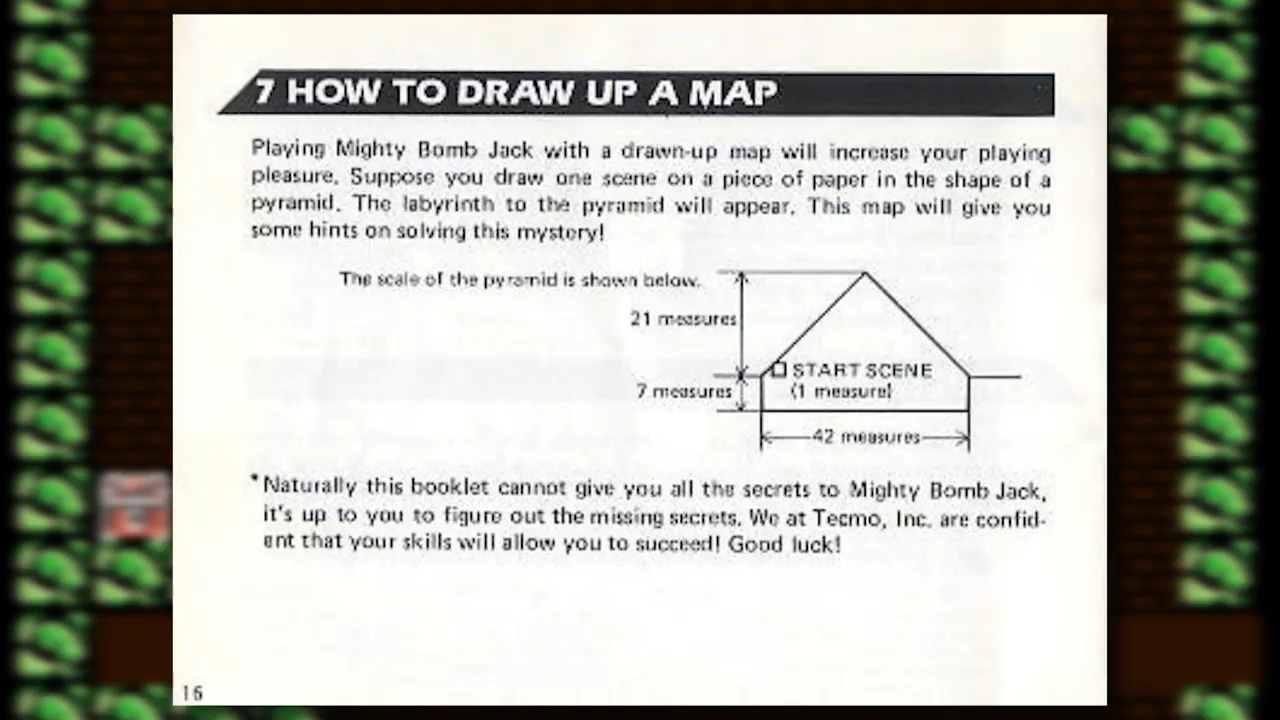 7 HOW TO DRAW UP A MAP
Playing Mighty Bomb Jack with a drawn-up map will increase your playing
pleasure. Suppose you draw one scene on a piece of paper in the shape of a
pyramid. The labyrinth to the pyramid will appear. This map will give you
some hints on solving this mystery!
The scale of the pyramid is shown below.
21 measures
START SCENE
7 measures
(1 measure)
42 measures
*Naturally this booklet cannot give you all the secrets to Mighty Bomb Jack,
it's up to you to figure out the missing secrets. We at Tecmo, Inc. are confid-
ent that your skills will allow you to succeed! Good luck!
16